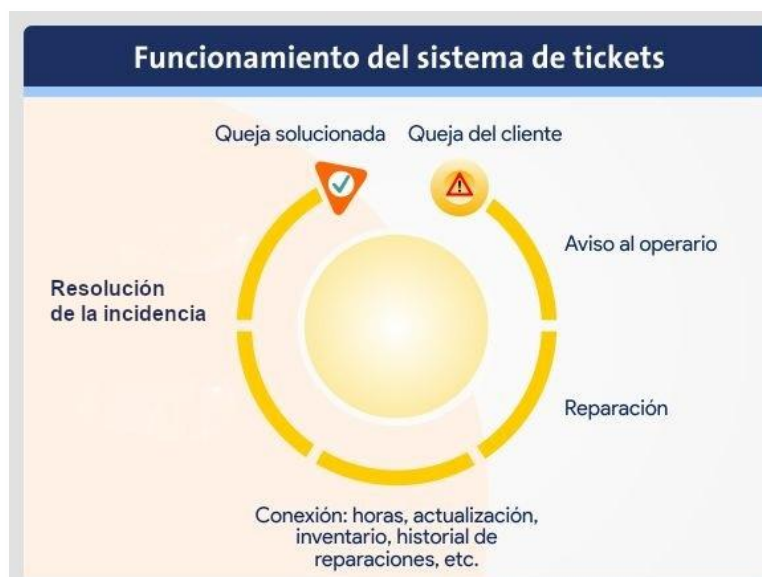 Funcionamiento del sistema de tickets
Queja solucionada
Queja del cliente
Aviso al operario
Resolución
de la incidencia
Reparación
Conexión: horas, actualización,
inventario, historial de
reparaciones, etc.